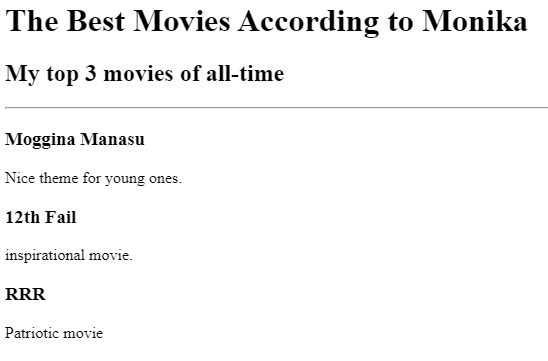 The Best Movies According to Monika
My top 3 movies of all-time
Moggina Manasu
Nice theme for young ones.
12th Fail
inspirational movie.
RRR
Patriotic movie